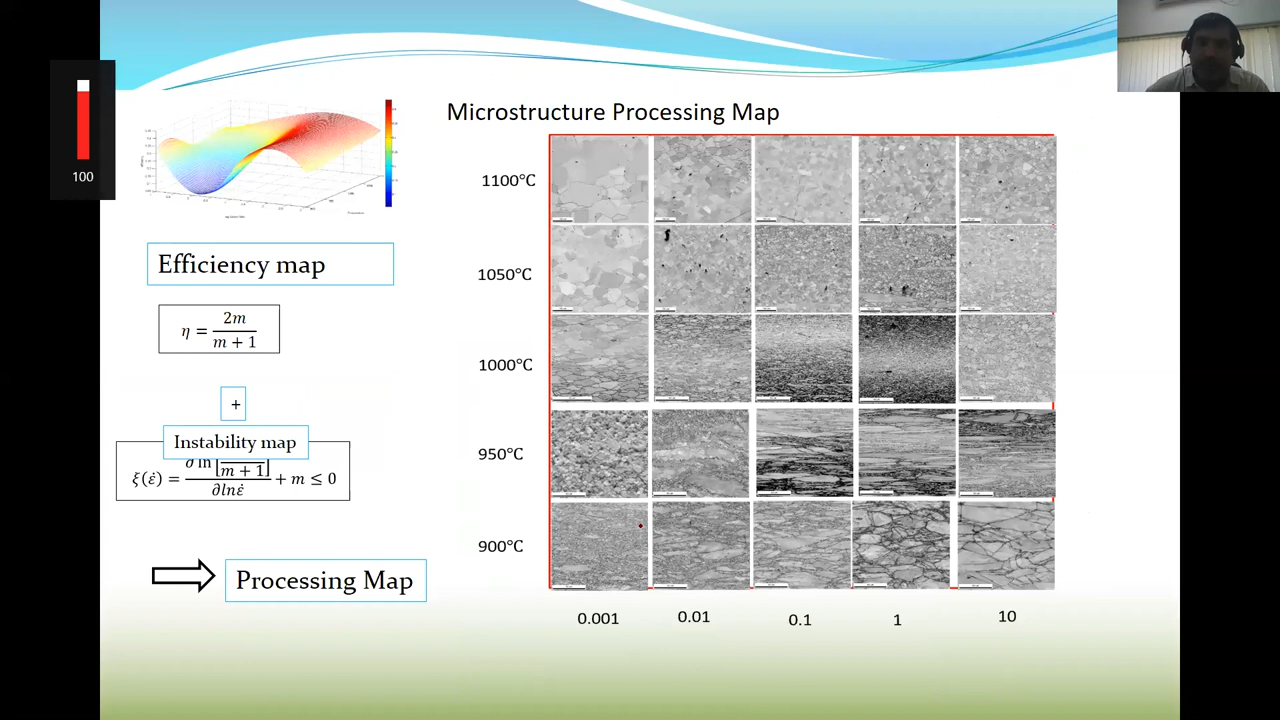 100
Microstructure Processing Map
Efficiency map
η = 2m / m + 1
+
Instability map
ξ(ε̇) = ∂ ln [m + 1] / ∂lnε̇ + m ≤ 0
Processing Map
1100°C
1050°C
1000°C
950°C
900°C
0.001
0.01
0.1
1
10